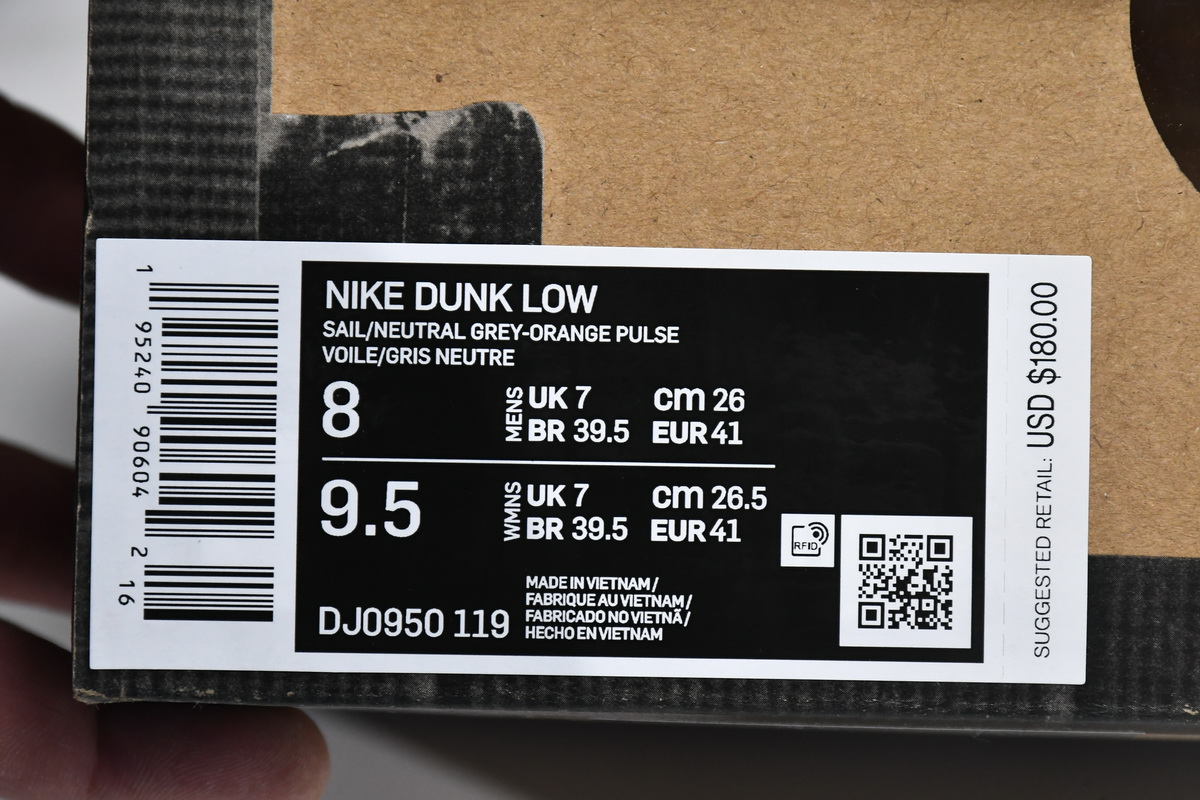 1 95240 90604 2 16
NIKE DUNK LOW
SAIL/NEUTRAL GREY-ORANGE PULSE
VOILE/GRIS NEUTRE
8
MENS
UK 7 cm 26
BR 39.5 EUR 41
9.5
WMNS
UK 7 cm 26.5
BR 39.5 EUR 41
RFID
DJ0950 119
MADE IN VIETNAM /
FABRIQUE AU VIETNAM /
FABRICADO NO VIETNÃ /
HECHO EN VIETNAM
SUGGESTED RETAIL: USD $180.00